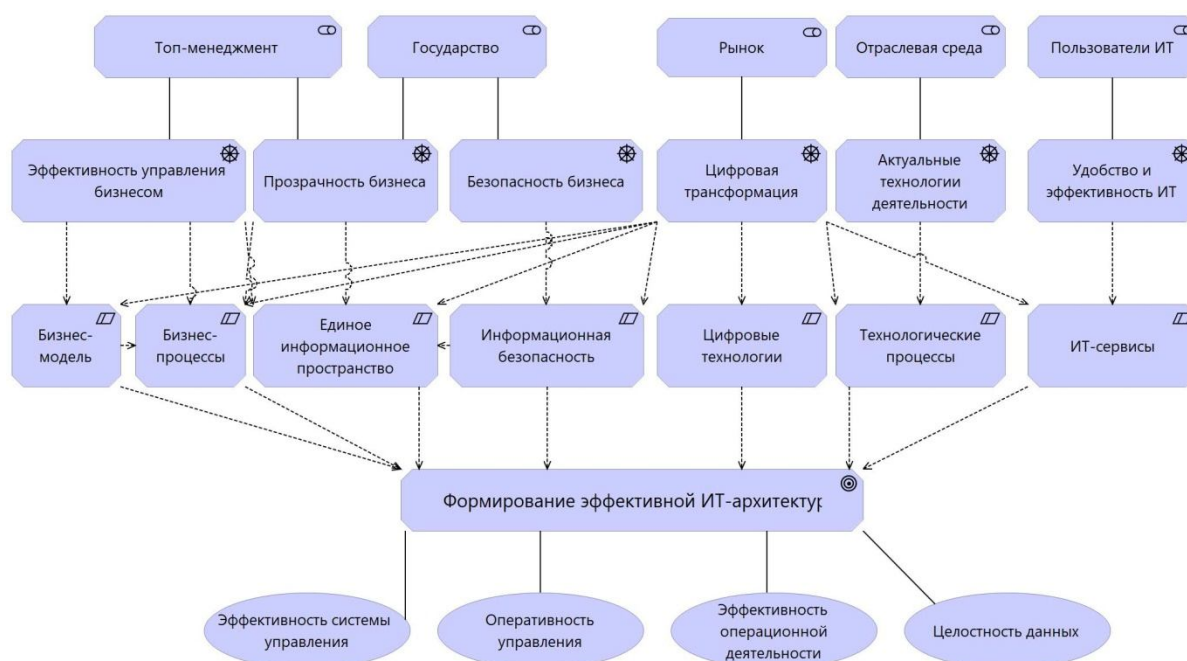 Топ-менеджмент
Государство
Рынок
Отраслевая среда
Пользователи ИТ
Эффективность управления
бизнесом
Прозрачность бизнеса
Безопасность бизнеса
Цифровая
трансформация
Актуальные
технологии
деятельности
Удобство и
эффективность ИТ
Бизнес-
модель
Бизнес-
процессы
Единое
информационное
пространство
Информационная
безопасность
Цифровые
технологии
Технологические
процессы
ИТ-сервисы
Формирование эффективной ИТ-архитектур
Эффективность системы
управления
Оперативность
управления
Эффективность
операционной
деятельности
Целостность данных